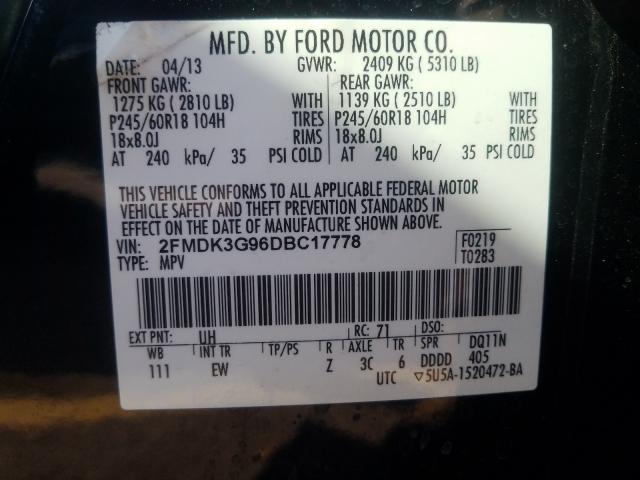 MFD. BY FORD MOTOR CO.
DATE: 04/13 GVWR: 2409 KG ( 5310 LB)
FRONT GAWR: REAR GAWR:
1275 KG ( 2810 LB) WITH 1139 KG ( 2510 LB) WITH
P245/60R18 104H TIRES P245/60R18 104H TIRES
18x8.0J RIMS 18x8.0J RIMS
AT 240 kPa/ 35 PSI COLD AT 240 kPa/ 35 PSI COLD
THIS VEHICLE CONFORMS TO ALL APPLICABLE FEDERAL MOTOR
VEHICLE SAFETY AND THEFT PREVENTION STANDARDS IN
EFFECT ON THE DATE OF MANUFACTURE SHOWN ABOVE.
VIN: 2FMDK3G96DBC17778 F0219
TYPE: MPV T0283
EXT PNT: UH RC: 71 DSO:
WB INT TR TP/PS R AXLE TR SPR DQ11N
111 EW Z 3C 6 DDDD 405
UTC ▽5U5A-1520472-BA